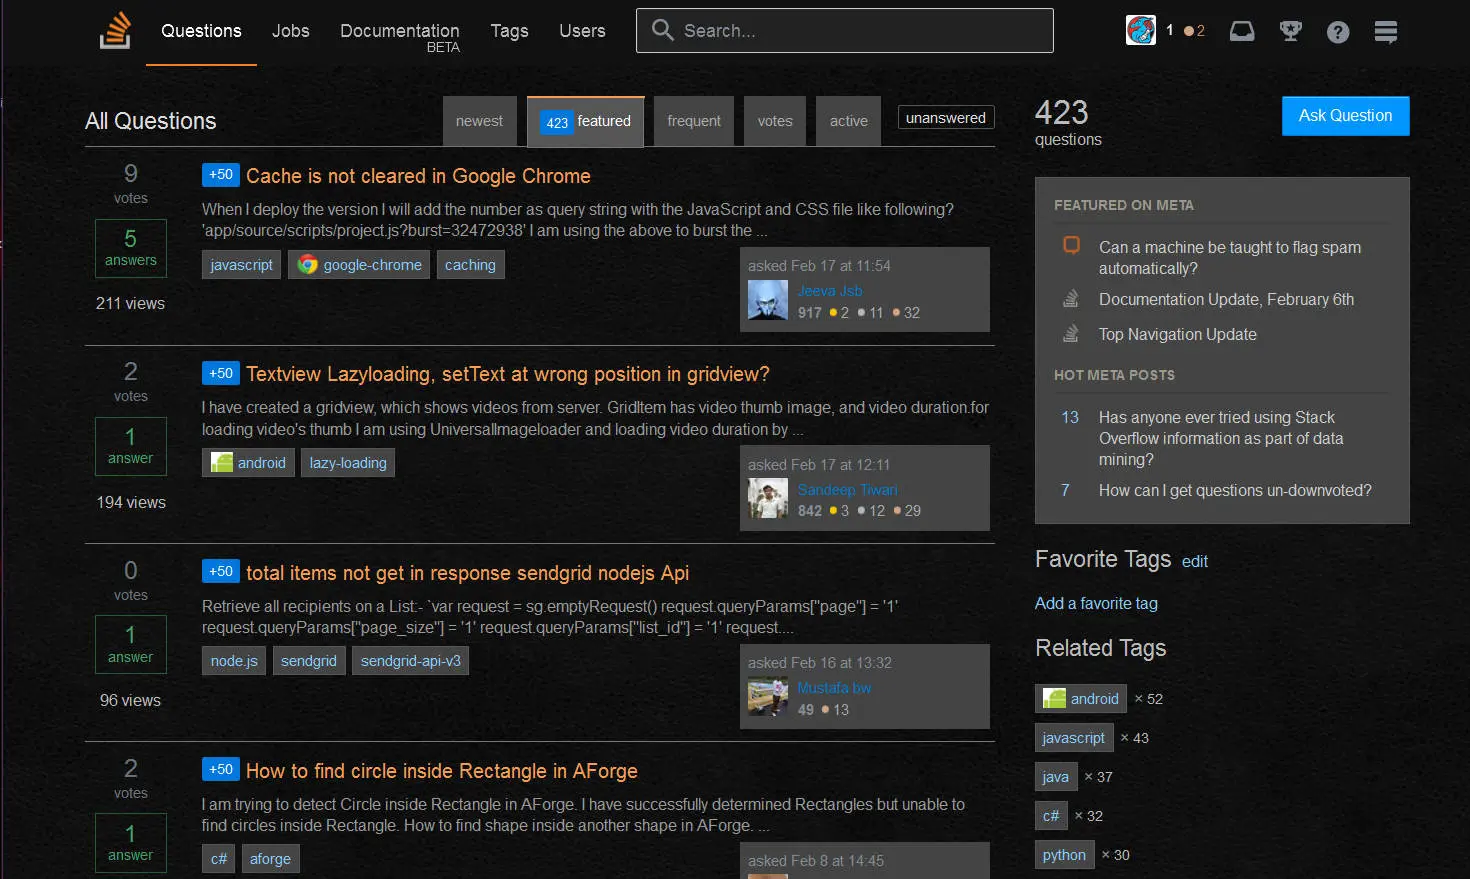 Questions
Jobs
Documentation
BETA
Tags
Users
Search...
1 2
All Questions
newest
423 featured
frequent
votes
active
unanswered
423
questions
Ask Question
9
votes
5
answers
211 views
+50 Cache is not cleared in Google Chrome
When I deploy the version I will add the number as query string with the JavaScript and CSS file like following?
'app/source/scripts/project.js?burst=32472938' I am using the above to burst the ...
javascript google-chrome caching
asked Feb 17 at 11:54
Jeeva Jsb
917 2 11 32
2
votes
1
answer
194 views
+50 Textview Lazyloading, setText at wrong position in gridview?
I have created a gridview, which shows videos from server. GridItem has video thumb image, and video duration.for
loading video's thumb I am using UniversalImageloader and loading video duration by ...
android lazy-loading
asked Feb 17 at 12:11
Sandeep Tiwari
842 3 12 29
0
votes
1
answer
96 views
+50 total items not get in response sendgrid nodejs Api
Retrieve all recipients on a List:- `var request = sg.emptyRequest() request.queryParams["page"] = '1'
request.queryParams["page_size"] = '1' request.queryParams["list_id"] = '1' request....
node.js sendgrid sendgrid-api-v3
asked Feb 16 at 13:32
Mustafa bw
49 13
2
votes
1
answer
+50 How to find circle inside Rectangle in AForge
I am trying to detect Circle inside Rectangle in AForge. I have successfully determined Rectangles but unable to
find circles inside Rectangle. How to find shape inside another shape in AForge. ...
c# aforge
asked Feb 8 at 14:45
FEATURED ON META
Can a machine be taught to flag spam
automatically?
Documentation Update, February 6th
Top Navigation Update
HOT META POSTS
13 Has anyone ever tried using Stack
Overflow information as part of data
mining?
7 How can I get questions un-downvoted?
Favorite Tags edit
Add a favorite tag
Related Tags
android × 52
javascript × 43
java × 37
c# × 32
python × 30